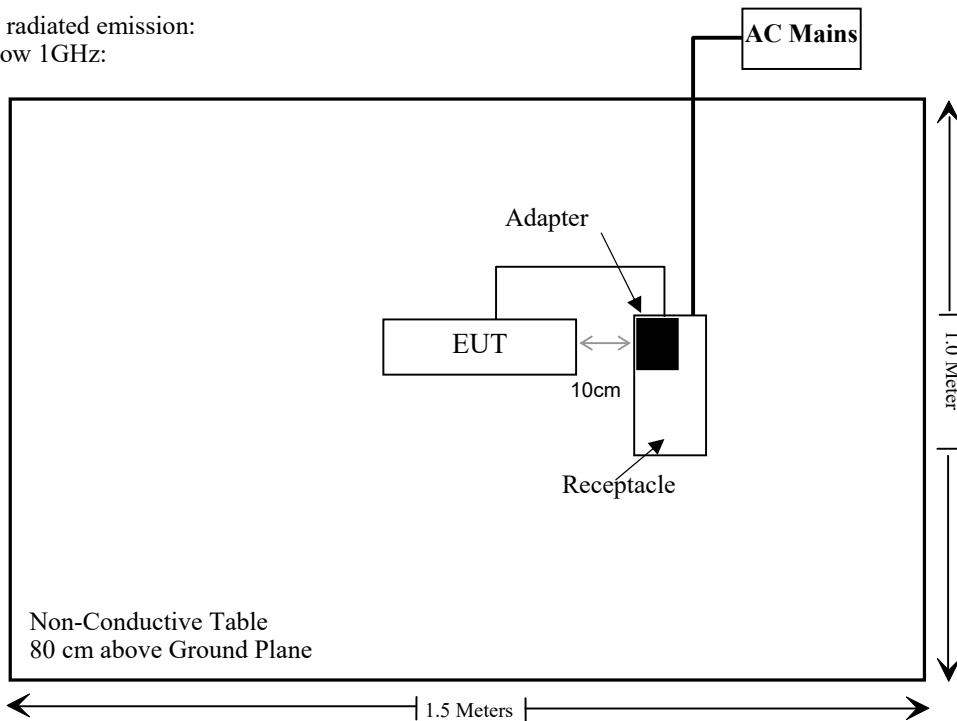 radiated emission:
ow 1GHz:
AC Mains
Adapter
EUT
10cm
Receptacle
1.0 Meter
Non-Conductive Table
80 cm above Ground Plane
1.5 Meters